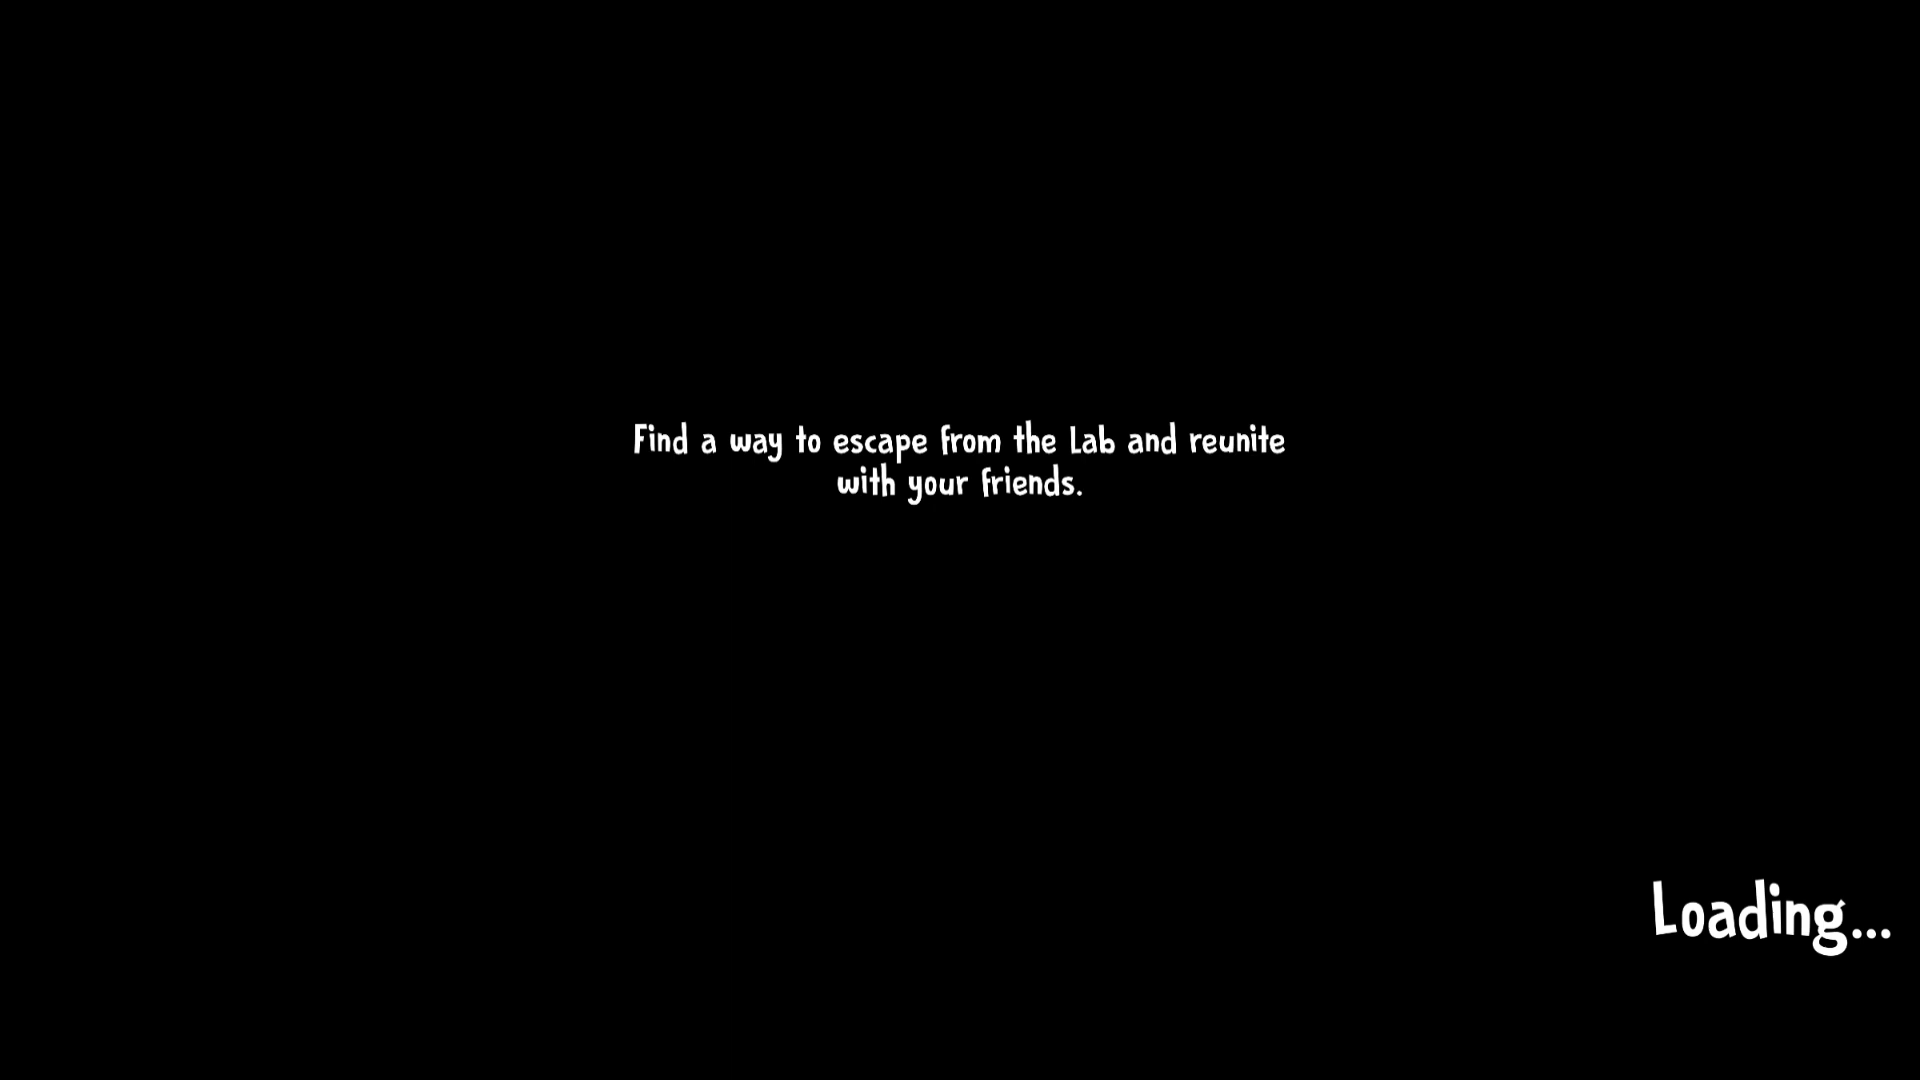 Find a way to escape from the Lab and reunite
with your friends.
Loading...